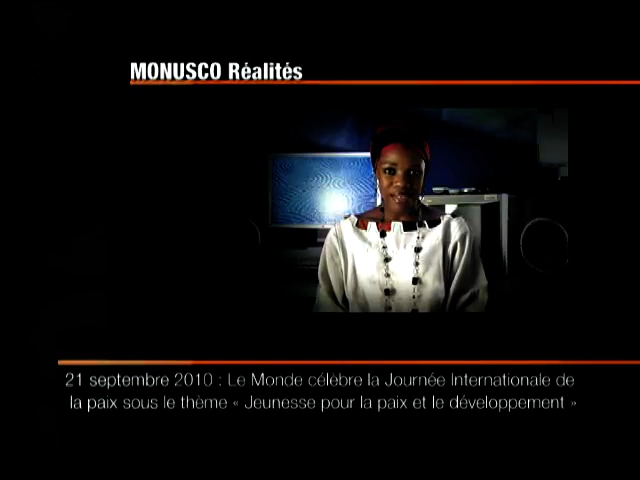 MONUSCO Réalités
21 septembre 2010 : Le Monde célèbre la Journée Internationale de
la paix sous le thème « Jeunesse pour la paix et le développement »